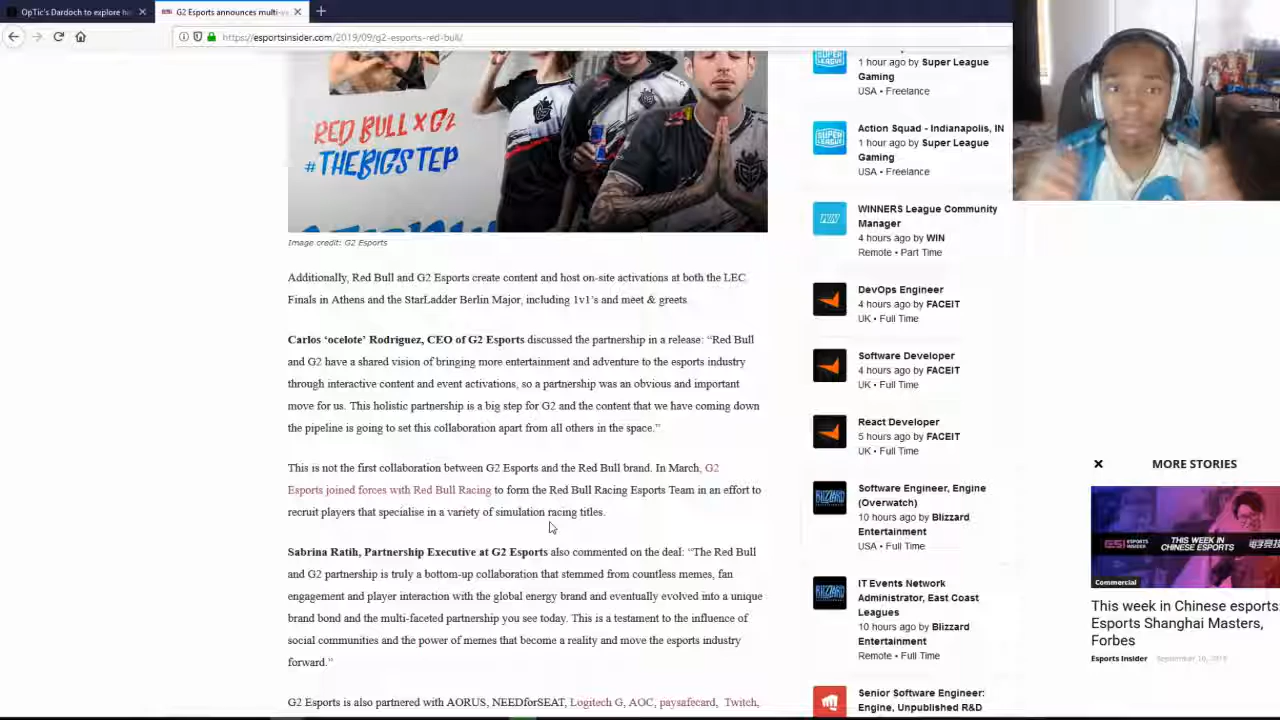 OpTic's Dardoch to explore
G2 Esports announces multi-
https://esportsinsider.com/2019/09/g2-esports-red-bull/
RED BULL X G2
#THEBIGSTEP
Image credit: G2 Esports
Additionally, Red Bull and G2 Esports create content and host on-site activations at both the LEC
Finals in Athens and the StarLadder Berlin Major, including 1v1's and meet & greets
Carlos ‘ocelote’ Rodriguez, CEO of G2 Esports discussed the partnership in a release: “Red Bull
and G2 have a shared vision of bringing more entertainment and adventure to the esports industry
through interactive content and event activations, so a partnership was an obvious and important
move for us. This holistic partnership is a big step for G2 and the content that we have coming down
the pipeline is going to set this collaboration apart from all others in the space.”
This is not the first collaboration between G2 Esports and the Red Bull brand. In March, G2
Esports joined forces with Red Bull Racing to form the Red Bull Racing Esports Team in an effort to
recruit players that specialise in a variety of simulation racing titles.
Sabrina Ratih, Partnership Executive at G2 Esports also commented on the deal: “The Red Bull
and G2 partnership is truly a bottom-up collaboration that stemmed from countless memes, fan
engagement and player interaction with the global energy brand and eventually evolved into a unique
brand bond and the multi-faceted partnership you see today. This is a testament to the influence of
social communities and the power of memes that become a reality and move the esports industry
forward.”
G2 Esports is also partnered with AORUS, NEEDforSEAT, Logitech G, AOC, paysafecard, Twitch,
1 hour ago by Super League
Gaming
USA • Freelance
Action Squad - Indianapolis, IN
1 hour ago by Super League
Gaming
USA • Freelance
WINNERS League Community
Manager
4 hours ago by WIN
Remote • Part Time
DevOps Engineer
4 hours ago by FACEIT
UK • Full Time
Software Developer
4 hours ago by FACEIT
UK • Full Time
React Developer
5 hours ago by FACEIT
UK • Full Time
Software Engineer, Engine
(Overwatch)
10 hours ago by Blizzard
Entertainment
USA • Full Time
IT Events Network
Administrator, East Coast
Leagues
10 hours ago by Blizzard
Entertainment
Remote • Full Time
Senior Software Engineer:
Engine, Unpublished R&D
MORE STORIES
THIS WEEK IN
CHINESE ESPORTS
Commercial
This week in Chinese esports:
Esports Shanghai Masters,
Forbes
Esports Insider September 10, 2019